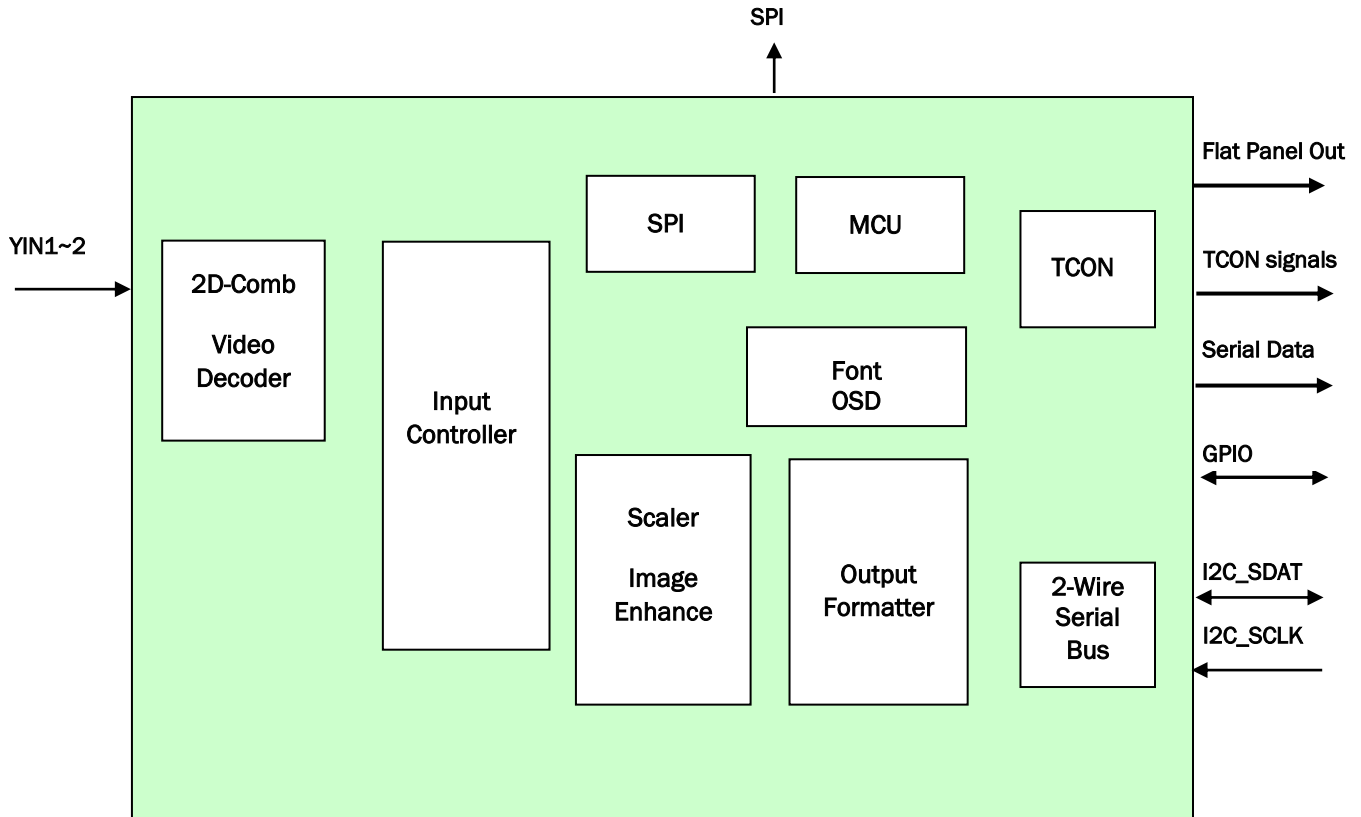 SPI
Flat Panel Out
SPI
MCU
YIN1~2
TCON signals
TCON
2D-Comb
Video
Decoder
Serial Data
Font
OSD
Input
Controller
GPIO
Scaler
Image
Enhance
Output
Formatter
I2C_SDAT
2-Wire
Serial
Bus
I2C_SCLK